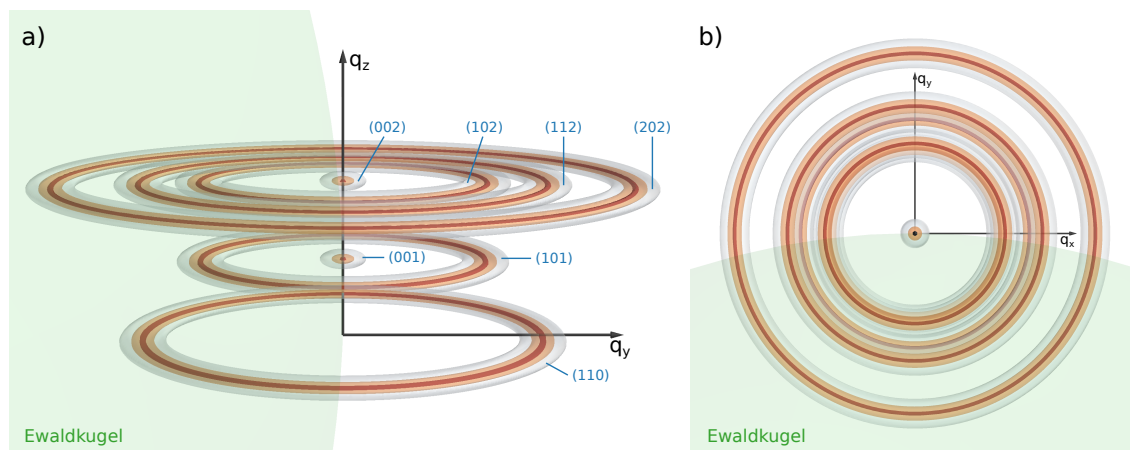 a)
qz
(002)
(102)
(112)
(202)
(001)
(101)
qy
(110)
Ewaldkugel
b)
qy
qx
Ewaldkugel